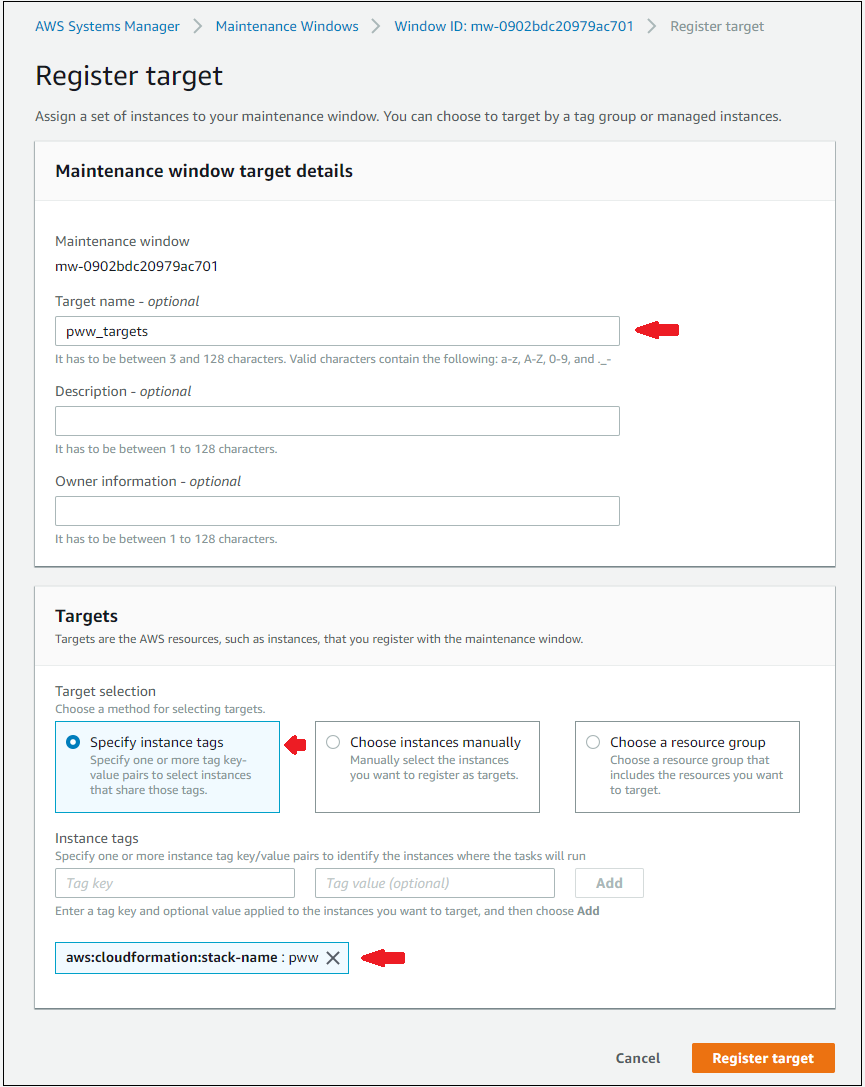 AWS Systems Manager > Maintenance Windows > Window ID: mw-0902bdc20979ac701 > Register target
Register target
Assign a set of instances to your maintenance window. You can choose to target by a tag group or managed instances.
Maintenance window target details
Maintenance window
mw-0902bdc20979ac701
Target name - optional
pww_targets
It has to be between 3 and 128 characters. Valid characters contain the following: a-z, A-Z, 0-9, and ._-
Description - optional
It has to be between 1 to 128 characters.
Owner information - optional
It has to be between 1 to 128 characters.
Targets
Targets are the AWS resources, such as instances, that you register with the maintenance window.
Target selection
Choose a method for selecting targets.
Specify instance tags
Specify one or more tag key-
value pairs to select instances
that share those tags.
Choose instances manually
Manually select the instances
you want to register as targets.
Choose a resource group
Choose a resource group that
includes the resources you want
to target.
Instance tags
Specify one or more instance tag key/value pairs to identify the instances where the tasks will run
Tag key Tag value (optional) Add
Enter a tag key and optional value applied to the instances you want to target, and then choose Add
aws:cloudformation:stack-name : pww
Cancel Register target